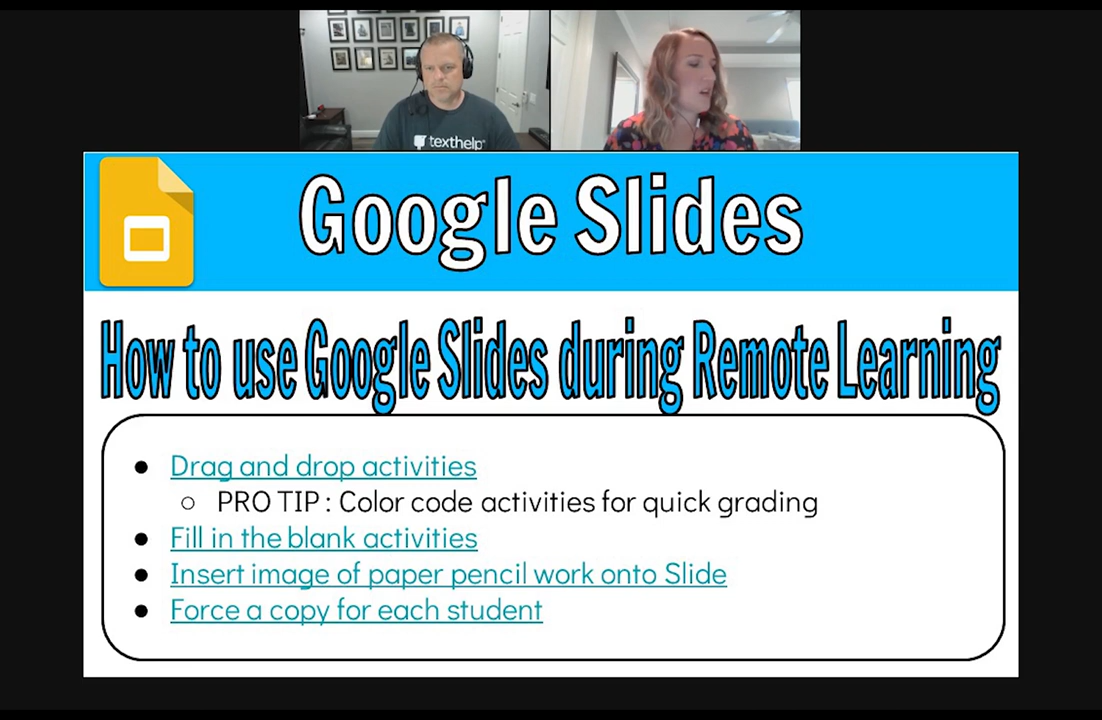 texthelp
Google Slides
How to use Google Slides during Remote Learning
● Drag and drop activities
○ PRO TIP : Color code activities for quick grading
● Fill in the blank activities
● Insert image of paper pencil work onto Slide
● Force a copy for each student